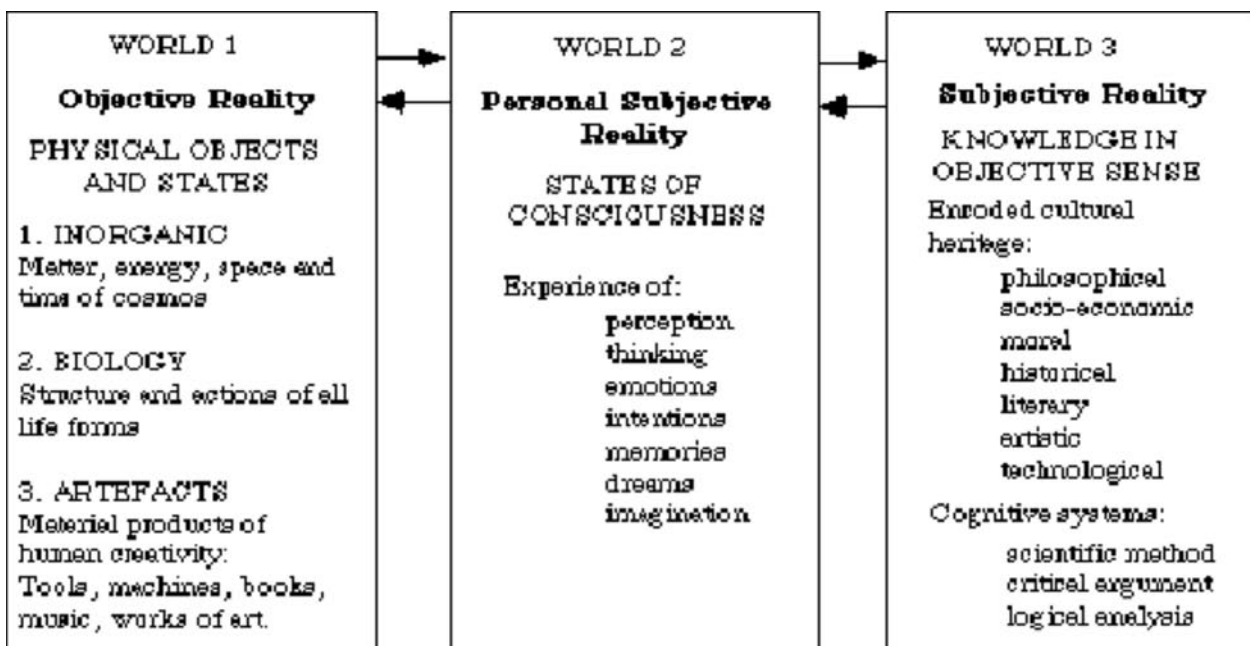 WORLD 1
Objective Reality
PHYSICAL OBJECTS
AND STATES
1. INORGANIC
Matter, energy, space and
time of cosmos
2. BIOLOGY
Structure and actions of all
life forms
3. ARTEFACTS
Material products of
human creativity:
Tools, machines, books,
music, works of art.
WORLD 2
Personal Subjective
Reality
STATES OF
CONSCIOUSNESS
Experience of:
perception
thinking
emotions
intentions
memories
dreams
imagination
WORLD 3
Subjective Reality
KNOWLEDGE IN
OBJECTIVE SENSE
Enroded cultural
heritage:
philosophical
socio-economic
moral
historical
literary
artistic
technological
Cognitive systems:
scientific method
critical argument
logical analysis